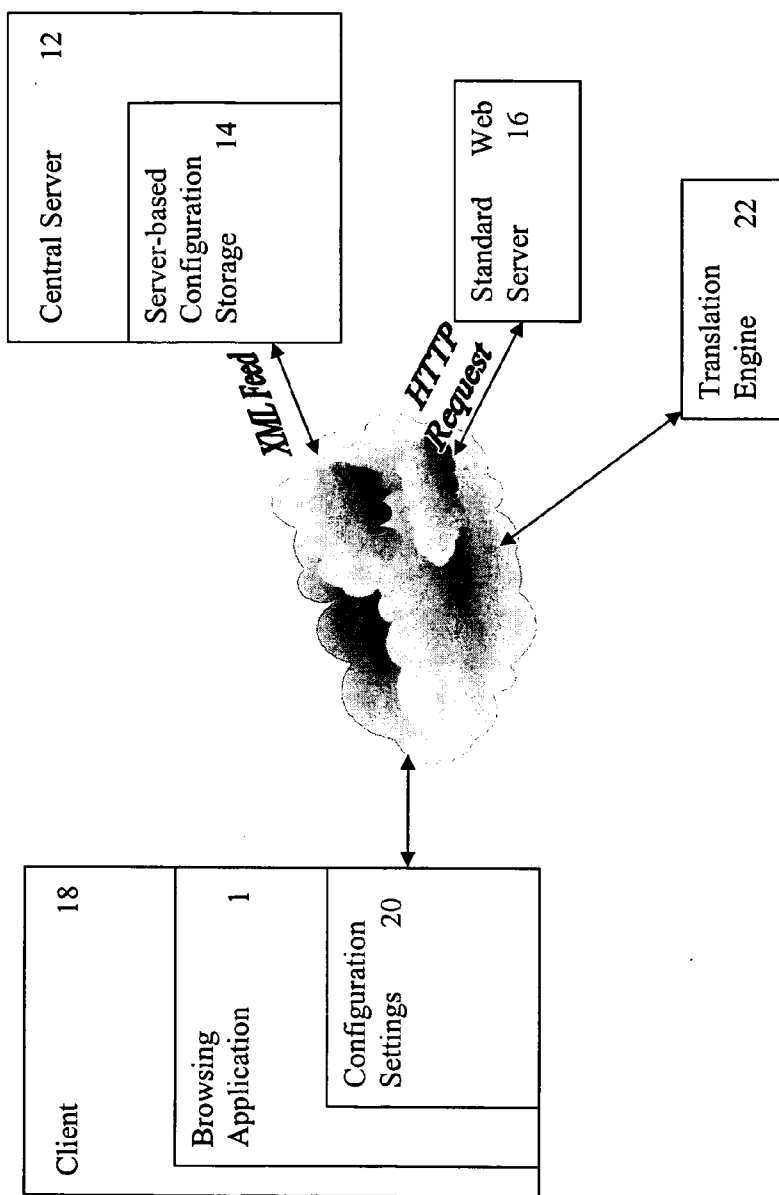 Client 18
Browsing
Application 1
Configuration
Settings 20
XML Feed
HTTP
Request
Central Server 12
Server-based
Configuration
Storage 14
Standard Web
Server 16
Translation
Engine 22